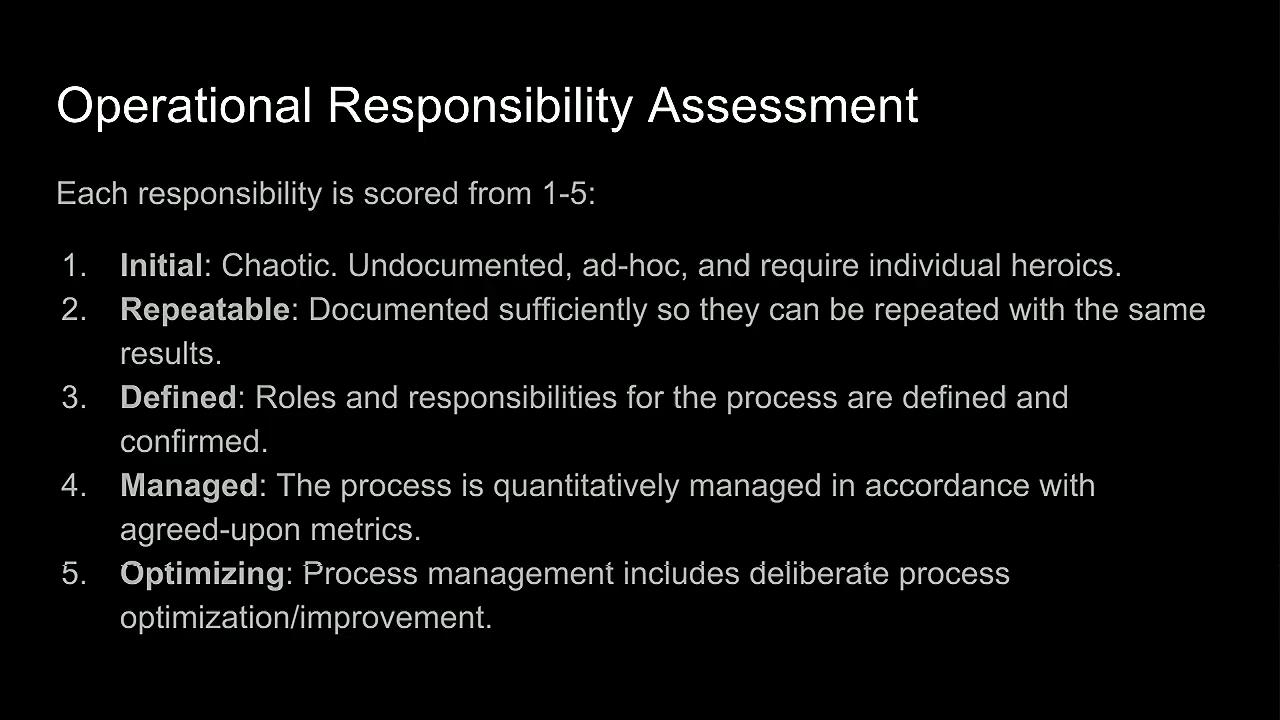 Operational Responsibility Assessment
Each responsibility is scored from 1-5:
1. Initial: Chaotic. Undocumented, ad-hoc, and require individual heroics.
2. Repeatable: Documented sufficiently so they can be repeated with the same
results.
3. Defined: Roles and responsibilities for the process are defined and
confirmed.
4. Managed: The process is quantitatively managed in accordance with
agreed-upon metrics.
5. Optimizing: Process management includes deliberate process
optimization/improvement.